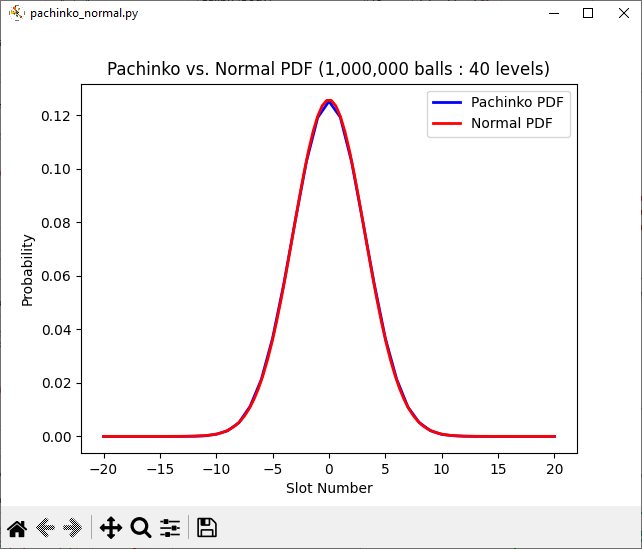 pachinko_normal.py
Pachinko vs. Normal PDF (1,000,000 balls : 40 levels)
Pachinko PDF
Normal PDF
0.12
0.10
0.08
0.06
0.04
0.02
0.00
Probability
−20 −15 −10 −5 0 5 10 15 20
Slot Number